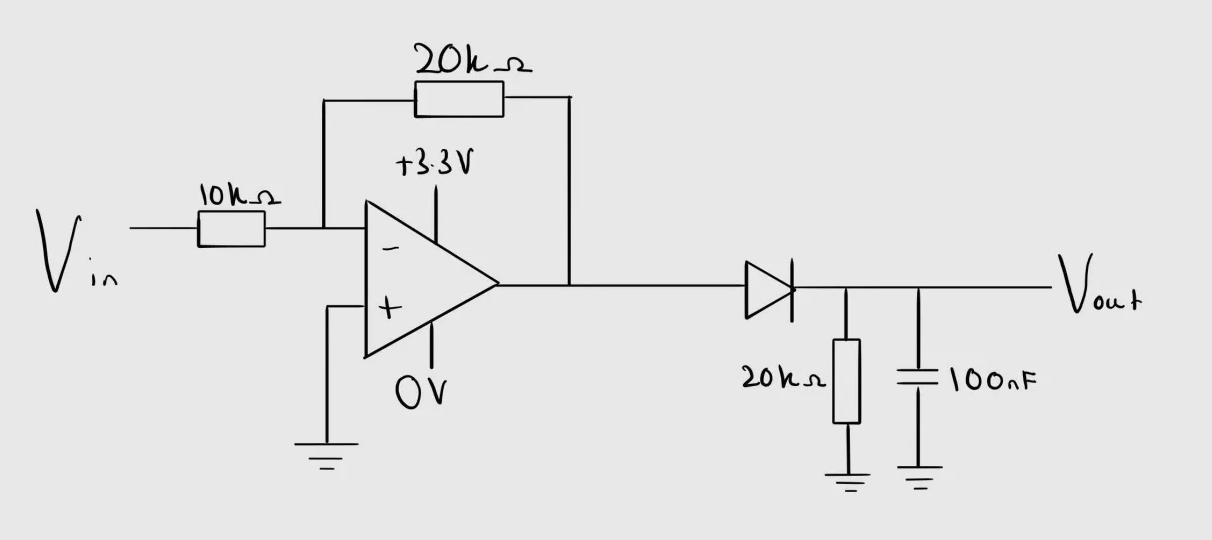 20kΩ
+3.3V
10kΩ
Vin
-
+
0V
Vout
20kΩ
100nF